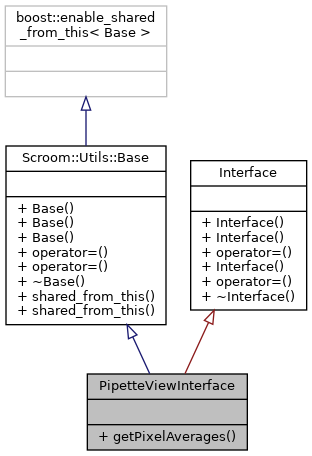 boost::enable_shared
_from_this< Base >
Scroom::Utils::Base
+ Base()
+ Base()
+ Base()
+ operator=()
+ operator=()
+ ~Base()
+ shared_from_this()
+ shared_from_this()
Interface
+ Interface()
+ Interface()
+ operator=()
+ Interface()
+ operator=()
+ ~Interface()
PipetteViewInterface
+ getPixelAverages()